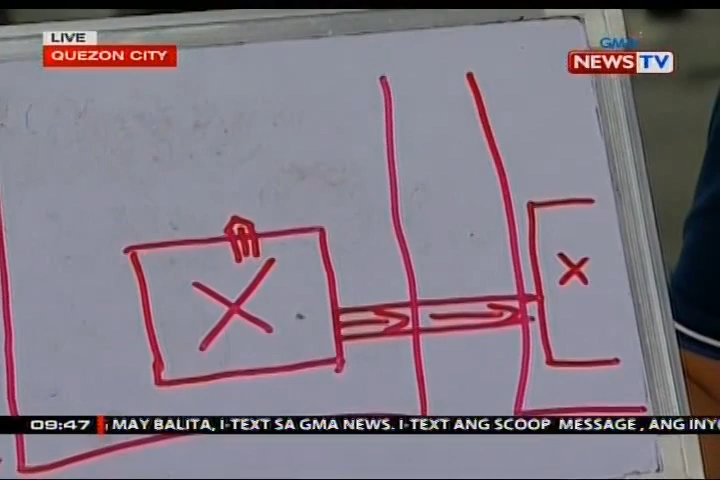 LIVE
QUEZON CITY
GMA
NEWS TV
X
X
09:47 MAY BALITA, i-TEXT SA GMA NEWS. i-TEXT ANG SCOOP MESSAGE, ANG INYO